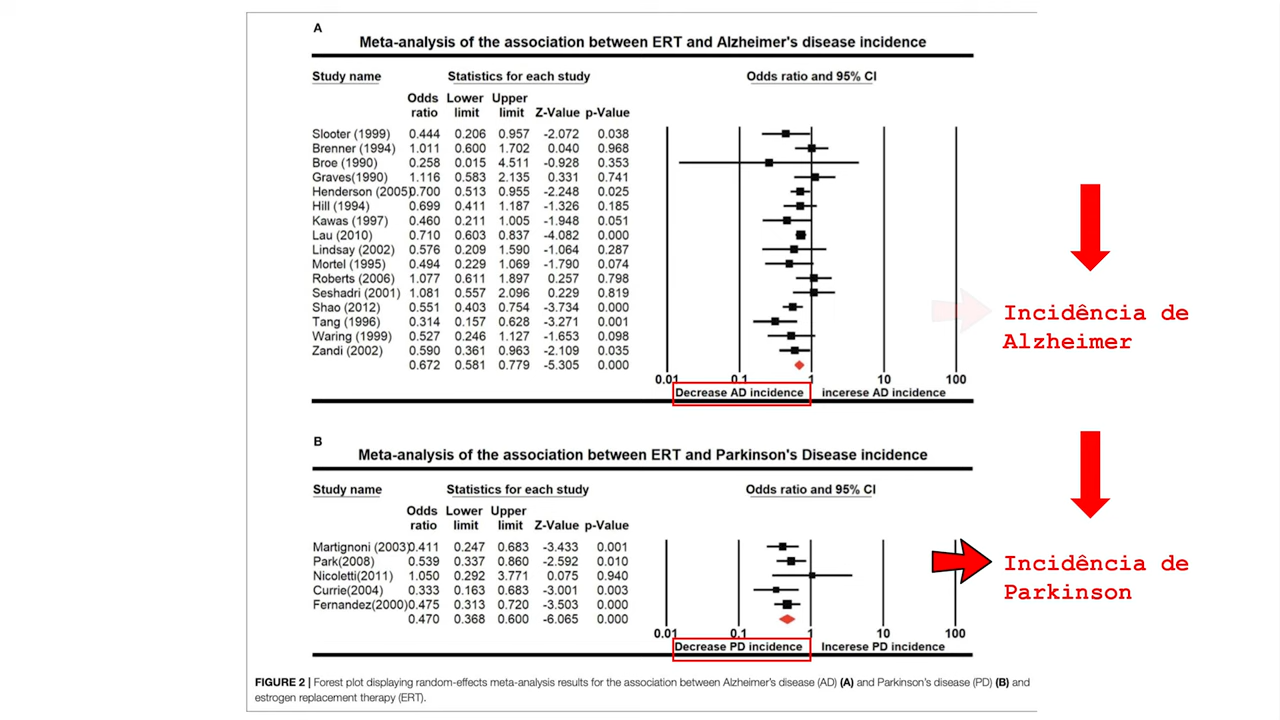 A
Meta-analysis of the association between ERT and Alzheimer's disease incidence
Study name Statistics for each study Odds ratio and 95% CI
Odds Lower Upper
ratio limit limit Z-Value p-Value
Slooter (1999) 0.444 0.206 0.957 -2.072 0.038
Brenner (1994) 1.011 0.600 1.702 0.040 0.968
Broe (1990) 0.258 0.015 4.511 -0.928 0.353
Graves(1990) 1.116 0.583 2.135 0.331 0.741
Henderson (2005)0.700 0.513 0.955 -2.248 0.025
Hill (1994) 0.699 0.411 1.187 -1.326 0.185
Kawas (1997) 0.460 0.211 1.005 -1.948 0.051
Lau (2010) 0.710 0.603 0.837 -4.082 0.000
Lindsay (2002) 0.576 0.209 1.590 -1.064 0.287
Mortel (1995) 0.494 0.229 1.069 -1.790 0.074
Roberts (2006) 1.077 0.611 1.897 0.257 0.798
Seshadri (2001) 1.081 0.557 2.096 0.229 0.819
Shao (2012) 0.551 0.403 0.754 -3.734 0.000
Tang (1996) 0.314 0.157 0.628 -3.271 0.001
Waring (1999) 0.527 0.246 1.127 -1.653 0.098
Zandi (2002) 0.590 0.361 0.963 -2.109 0.035
0.672 0.581 0.779 -5.305 0.000
0.01 0.1 1 10 100
Decrease AD incidence incerese AD incidence
Incidência de
Alzheimer
B
Meta-analysis of the association between ERT and Parkinson's Disease incidence
Study name Statistics for each study Odds ratio and 95% CI
Odds Lower Upper
ratio limit limit Z-Value p-Value
Martignoni (2003)0.411 0.247 0.683 -3.433 0.001
Park(2008) 0.539 0.337 0.860 -2.592 0.010
Nicoletti(2011) 1.050 0.292 3.771 0.075 0.940
Currie(2004) 0.333 0.163 0.683 -3.001 0.003
Fernandez(2000)0.475 0.313 0.720 -3.503 0.000
0.470 0.368 0.600 -6.065 0.000
0.01 0.1 1 10 100
Decrease PD incidence Incerese PD incidence
Incidência de
Parkinson
FIGURE 2 | Forest plot displaying random-effects meta-analysis results for the association between Alzheimer's disease (AD) (A) and Parkinson's disease (PD) (B) and
estrogen replacement therapy (ERT).